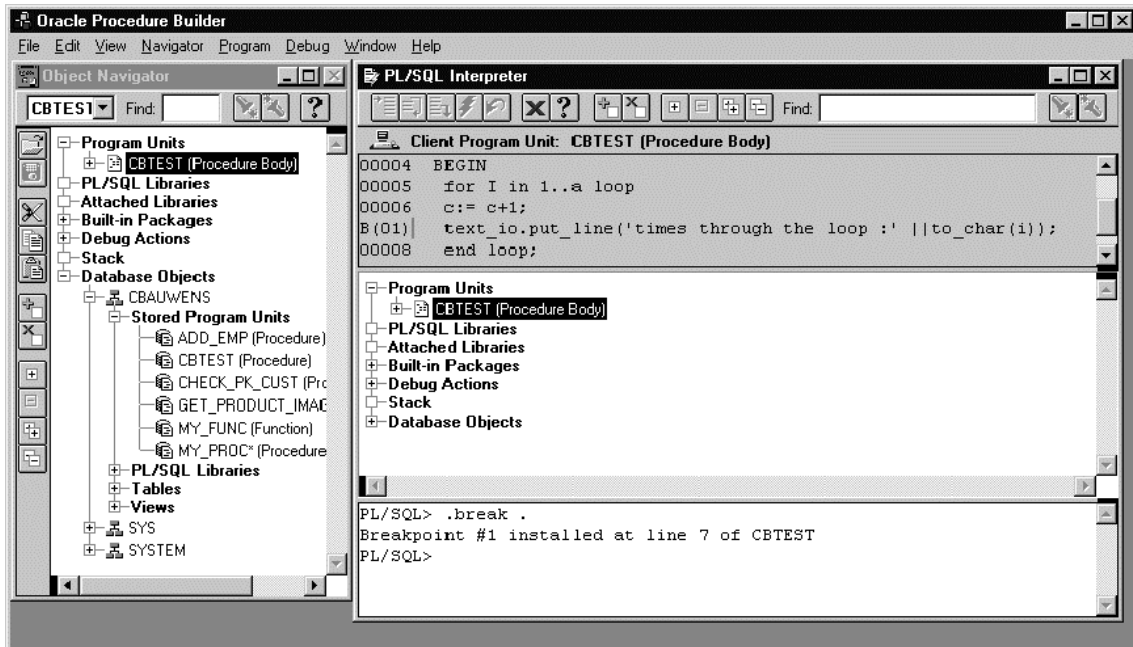 Oracle Procedure Builder
File Edit View Navigator Program Debug Window Help
Object Navigator
CBTEST Find:
Program Units
CBTEST (Procedure Body)
PL/SQL Libraries
Attached Libraries
Built-in Packages
Debug Actions
Stack
Database Objects
CBAUWENS
Stored Program Units
ADD_EMP (Procedure)
CBTEST (Procedure)
CHECK_PK_CUST (Pro
GET_PRODUCT_IMAG
MY_FUNC (Function)
MY_PROC* (Procedure
PL/SQL Libraries
Tables
Views
SYS
SYSTEM
PL/SQL Interpreter
Find:
Client Program Unit: CBTEST (Procedure Body)
00004 BEGIN
00005 for I in 1..a loop
00006 c:= c+1;
B(01) text_io.put_line('times through the loop :' ||to_char(i));
00008 end loop;
Program Units
CBTEST (Procedure Body)
PL/SQL Libraries
Attached Libraries
Built-in Packages
Debug Actions
Stack
Database Objects
PL/SQL> .break .
Breakpoint #1 installed at line 7 of CBTEST
PL/SQL>